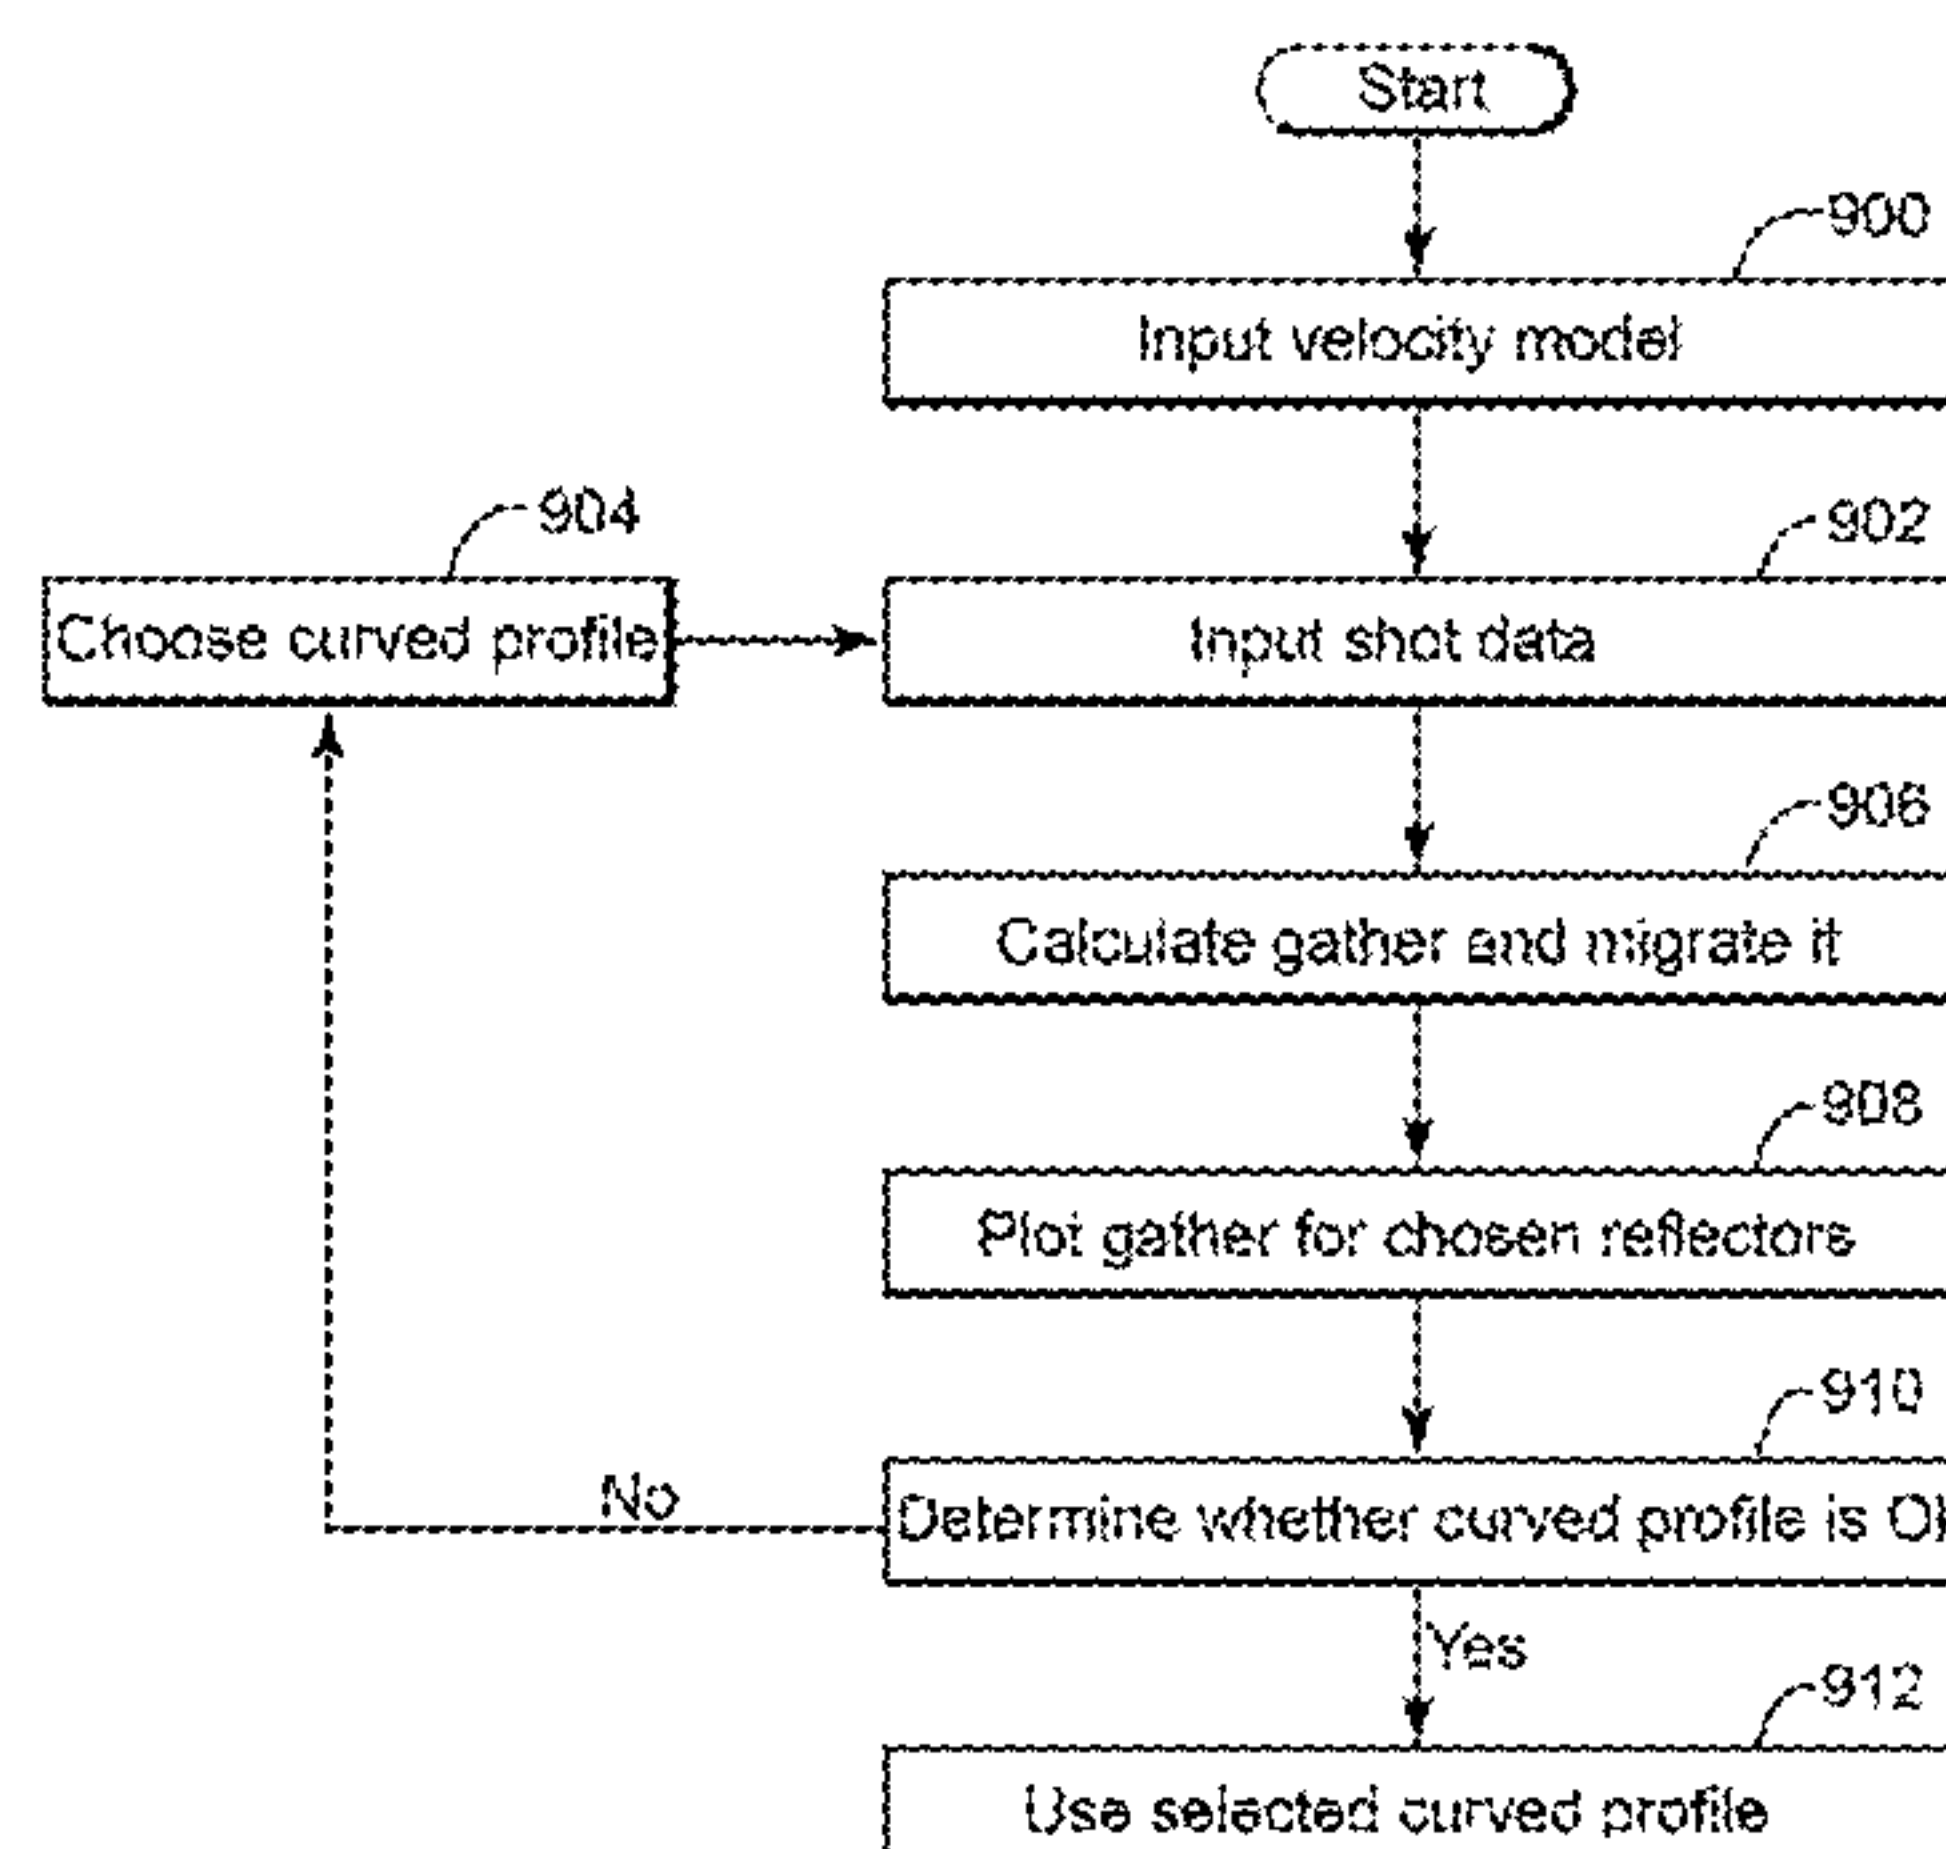 Start
900
Input velocity model
904
902
Choose curved profile
Input shot data
906
Calculate gather and migrate it
908
Plot gather for chosen reflectors
910
No
Determine whether curved profile is
Yes
912
Use selected curved profile